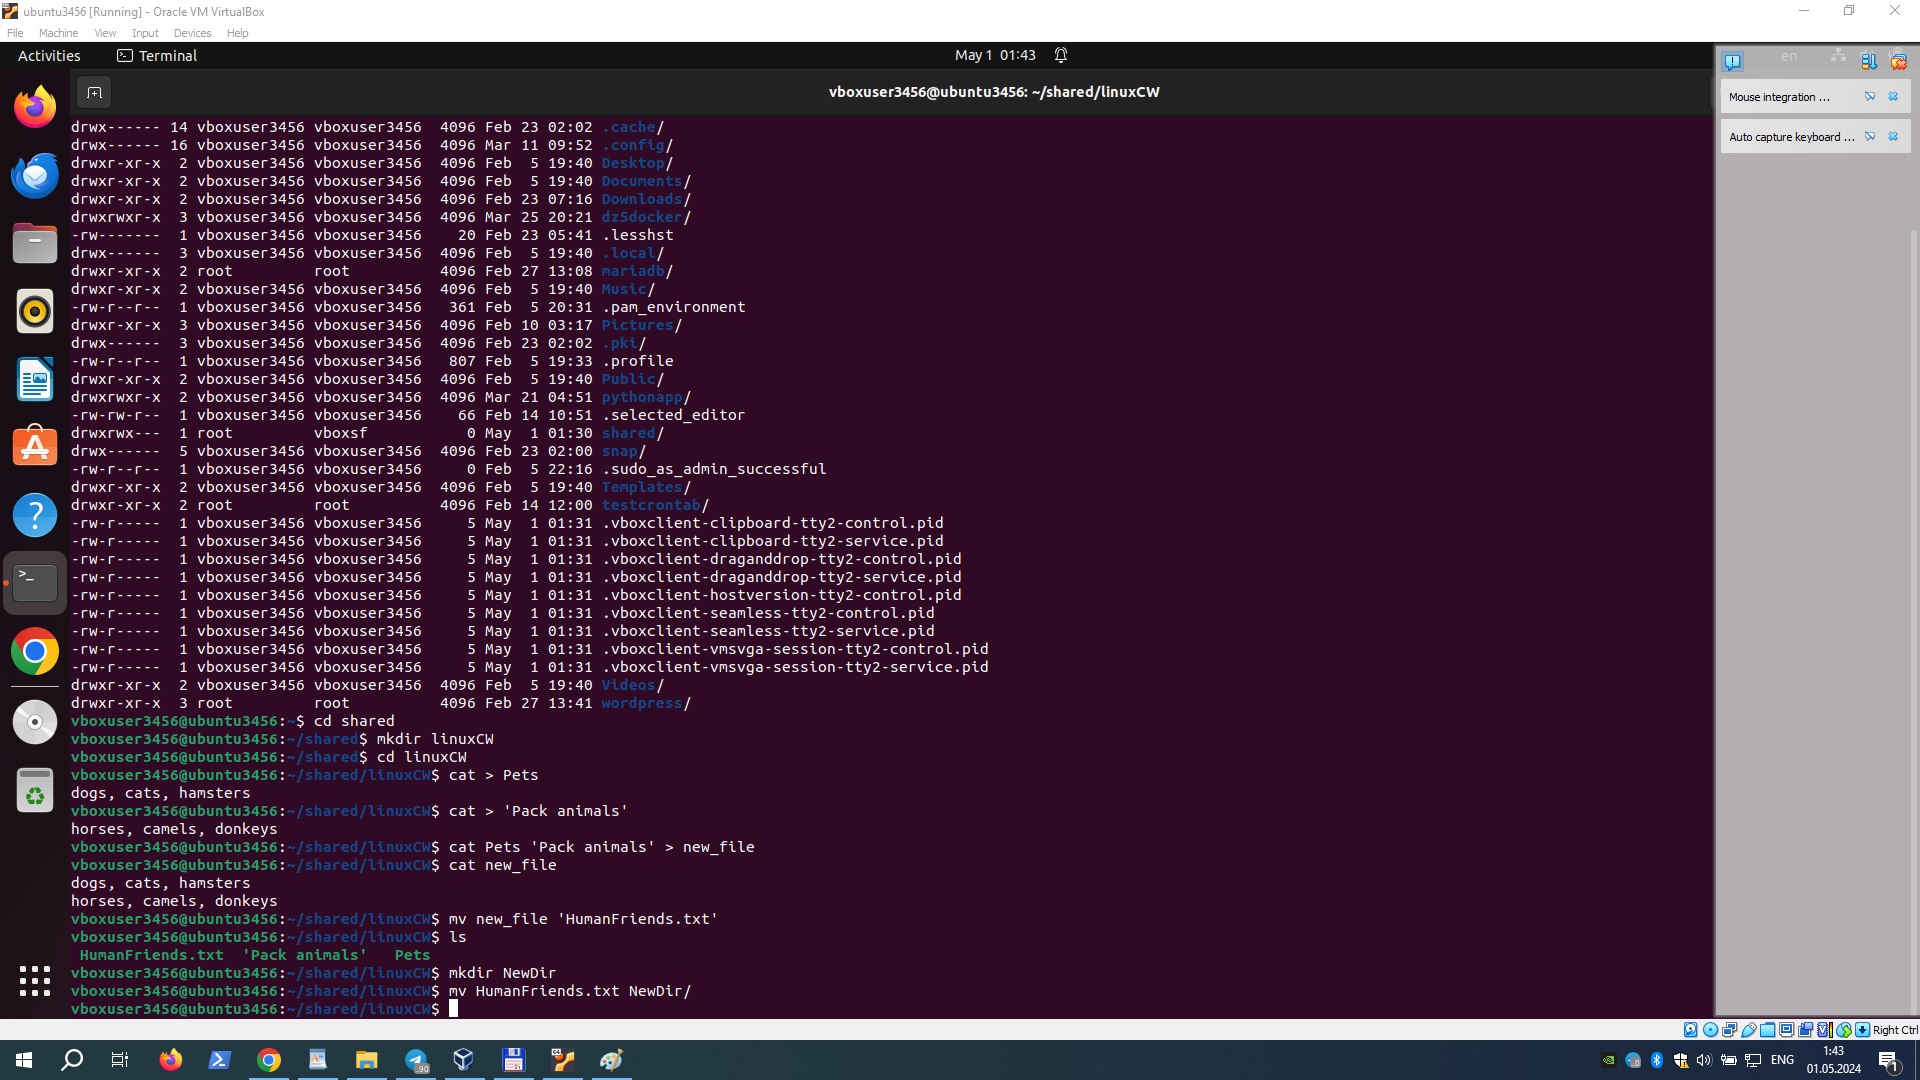 ubuntu3456 [Running] - Oracle VM VirtualBox
File Machine View Input Devices Help
Activities Terminal May 1 01:43 en
vboxuser3456@ubuntu3456: ~/shared/linuxCW
Mouse integration ...
Auto capture keyboard ...
drwx------ 14 vboxuser3456 vboxuser3456 4096 Feb 23 02:02 .cache/
drwx------ 16 vboxuser3456 vboxuser3456 4096 Mar 11 09:52 .config/
drwxr-xr-x 2 vboxuser3456 vboxuser3456 4096 Feb 5 19:40 Desktop/
drwxr-xr-x 2 vboxuser3456 vboxuser3456 4096 Feb 5 19:40 Documents/
drwxr-xr-x 2 vboxuser3456 vboxuser3456 4096 Feb 23 07:16 Downloads/
drwxrwxr-x 3 vboxuser3456 vboxuser3456 4096 Mar 25 20:21 dz5docker/
-rw------- 1 vboxuser3456 vboxuser3456 20 Feb 23 05:41 .lesshst
drwx------ 3 vboxuser3456 vboxuser3456 4096 Feb 5 19:40 .local/
drwxr-xr-x 2 root root 4096 Feb 27 13:08 mariadb/
drwxr-xr-x 2 vboxuser3456 vboxuser3456 4096 Feb 5 19:40 Music/
-rw-r--r-- 1 vboxuser3456 vboxuser3456 361 Feb 5 20:31 .pam_environment
drwxr-xr-x 3 vboxuser3456 vboxuser3456 4096 Feb 10 03:17 Pictures/
drwx------ 3 vboxuser3456 vboxuser3456 4096 Feb 23 02:02 .pki/
-rw-r--r-- 1 vboxuser3456 vboxuser3456 807 Feb 5 19:33 .profile
drwxr-xr-x 2 vboxuser3456 vboxuser3456 4096 Feb 5 19:40 Public/
drwxrwxr-x 2 vboxuser3456 vboxuser3456 4096 Mar 21 04:51 pythonapp/
-rw-rw-r-- 1 vboxuser3456 vboxuser3456 66 Feb 14 10:51 .selected_editor
drwxrwx--- 1 root vboxsf 0 May 1 01:30 shared/
drwx------ 5 vboxuser3456 vboxuser3456 4096 Feb 23 02:00 snap/
-rw-r--r-- 1 vboxuser3456 vboxuser3456 0 Feb 5 22:16 .sudo_as_admin_successful
drwxr-xr-x 2 vboxuser3456 vboxuser3456 4096 Feb 5 19:40 Templates/
drwxr-xr-x 2 root root 4096 Feb 14 12:00 testcrontab/
-rw-r----- 1 vboxuser3456 vboxuser3456 5 May 1 01:31 .vboxclient-clipboard-tty2-control.pid
-rw-r----- 1 vboxuser3456 vboxuser3456 5 May 1 01:31 .vboxclient-clipboard-tty2-service.pid
-rw-r----- 1 vboxuser3456 vboxuser3456 5 May 1 01:31 .vboxclient-draganddrop-tty2-control.pid
-rw-r----- 1 vboxuser3456 vboxuser3456 5 May 1 01:31 .vboxclient-draganddrop-tty2-service.pid
-rw-r----- 1 vboxuser3456 vboxuser3456 5 May 1 01:31 .vboxclient-hostversion-tty2-control.pid
-rw-r----- 1 vboxuser3456 vboxuser3456 5 May 1 01:31 .vboxclient-seamless-tty2-control.pid
-rw-r----- 1 vboxuser3456 vboxuser3456 5 May 1 01:31 .vboxclient-seamless-tty2-service.pid
-rw-r----- 1 vboxuser3456 vboxuser3456 5 May 1 01:31 .vboxclient-vmsvga-session-tty2-control.pid
-rw-r----- 1 vboxuser3456 vboxuser3456 5 May 1 01:31 .vboxclient-vmsvga-session-tty2-service.pid
drwxr-xr-x 2 vboxuser3456 vboxuser3456 4096 Feb 5 19:40 Videos/
drwxr-xr-x 3 root root 4096 Feb 27 13:41 wordpress/
vboxuser3456@ubuntu3456:~$ cd shared
vboxuser3456@ubuntu3456:~/shared$ mkdir linuxCW
vboxuser3456@ubuntu3456:~/shared$ cd linuxCW
vboxuser3456@ubuntu3456:~/shared/linuxCW$ cat > Pets
dogs, cats, hamsters
vboxuser3456@ubuntu3456:~/shared/linuxCW$ cat > 'Pack animals'
horses, camels, donkeys
vboxuser3456@ubuntu3456:~/shared/linuxCW$ cat Pets 'Pack animals' > new_file
vboxuser3456@ubuntu3456:~/shared/linuxCW$ cat new_file
dogs, cats, hamsters
horses, camels, donkeys
vboxuser3456@ubuntu3456:~/shared/linuxCW$ mv new_file 'HumanFriends.txt'
vboxuser3456@ubuntu3456:~/shared/linuxCW$ ls
HumanFriends.txt 'Pack animals' Pets
vboxuser3456@ubuntu3456:~/shared/linuxCW$ mkdir NewDir
vboxuser3456@ubuntu3456:~/shared/linuxCW$ mv HumanFriends.txt NewDir/
vboxuser3456@ubuntu3456:~/shared/linuxCW$
Right Ctrl
ENG
1:43
01.05.2024